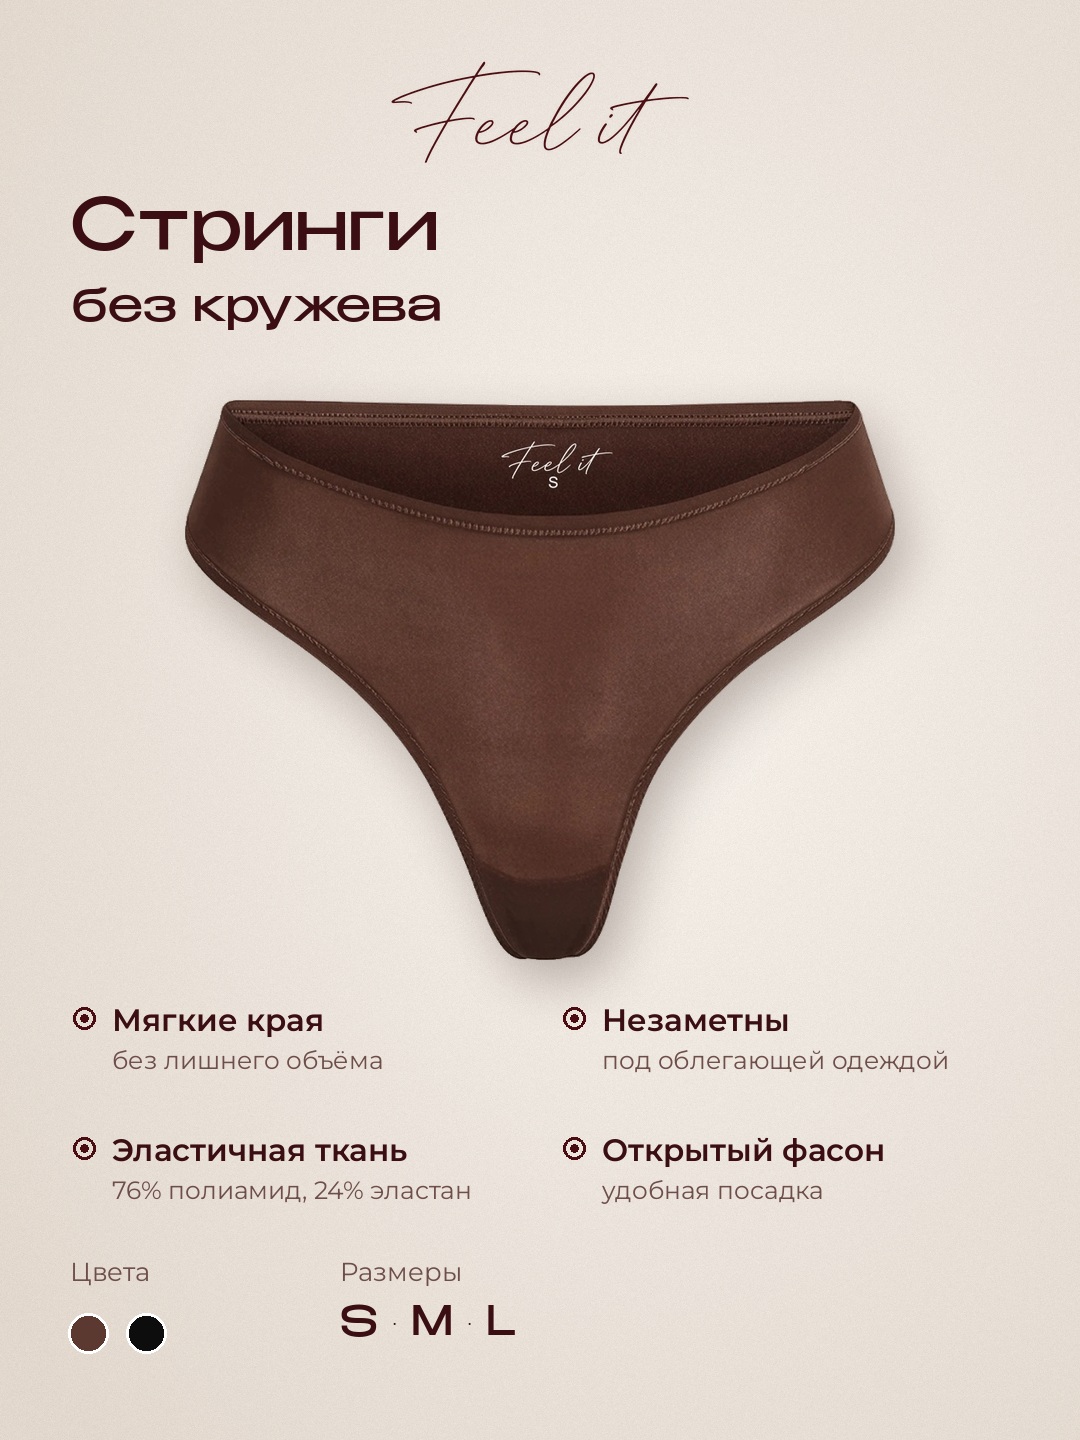 Feel it
Стринги
без кружева
Feel it
S
Мягкие края
без лишнего объёма
Незаметны
под облегающей одеждой
Эластичная ткань
76% полиамид, 24% эластан
Открытый фасон
удобная посадка
Цвета
Размеры
S · M · L